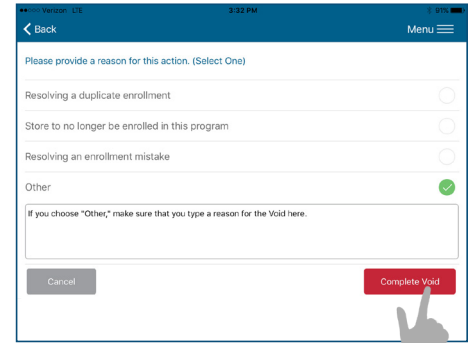 Verizon LTE 3:32 PM 91%
Back Menu
Please provide a reason for this action. (Select One)
Resolving a duplicate enrollment
Store to no longer be enrolled in this program
Resolving an enrollment mistake
Other
If you choose "Other," make sure that you type a reason for the Void here.
Cancel Complete Void